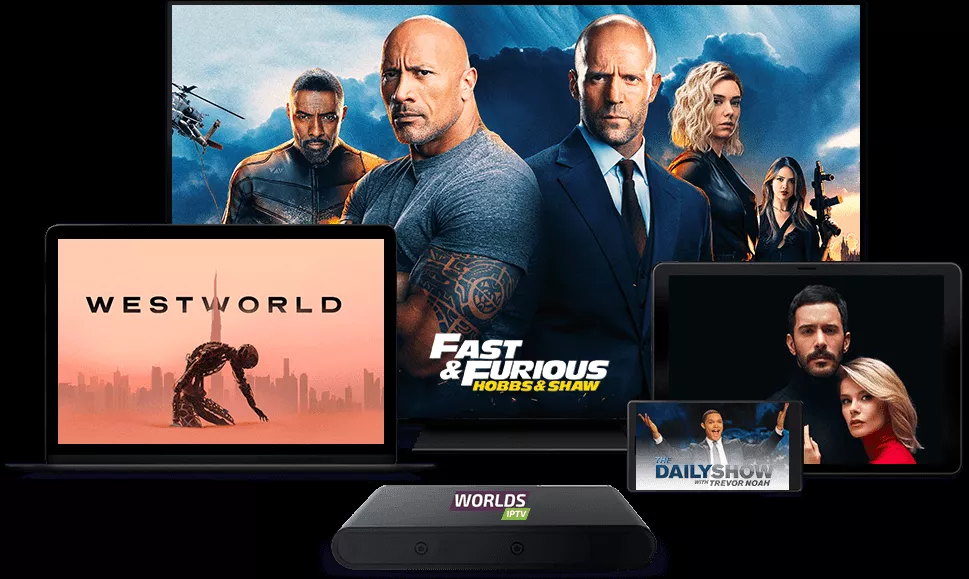 WESTWORLD
FAST
& FURIOUS
HOBBS & SHAW
THE
DAILY SHOW
WITH TREVOR NOAH
WORLDS
IPTV